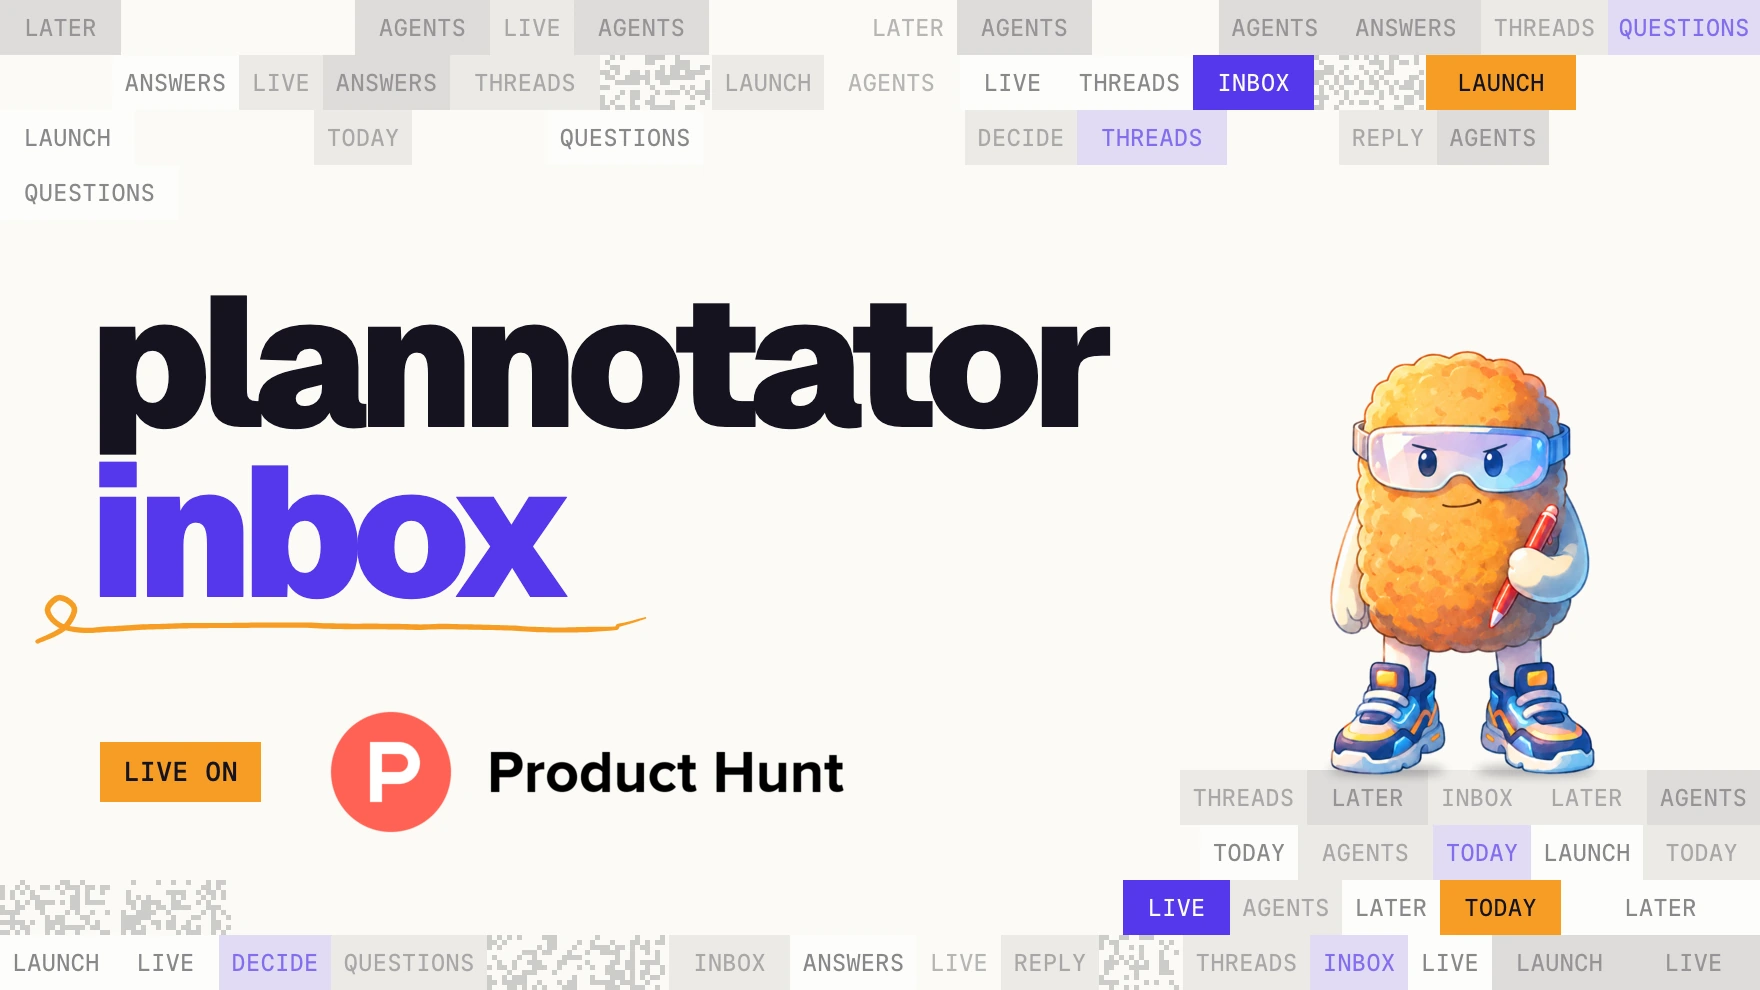 LATER AGENTS LIVE AGENTS LATER AGENTS AGENTS ANSWERS THREADS QUESTIONS
ANSWERS LIVE ANSWERS THREADS LAUNCH AGENTS LIVE THREADS INBOX LAUNCH
LAUNCH TODAY QUESTIONS DECIDE THREADS REPLY AGENTS
QUESTIONS
plannotator
inbox
LIVE ON P Product Hunt
THREADS LATER INBOX LATER AGENTS
TODAY AGENTS TODAY LAUNCH TODAY
LIVE AGENTS LATER TODAY LATER
LAUNCH LIVE DECIDE QUESTIONS INBOX ANSWERS LIVE REPLY THREADS INBOX LIVE LAUNCH LIVE